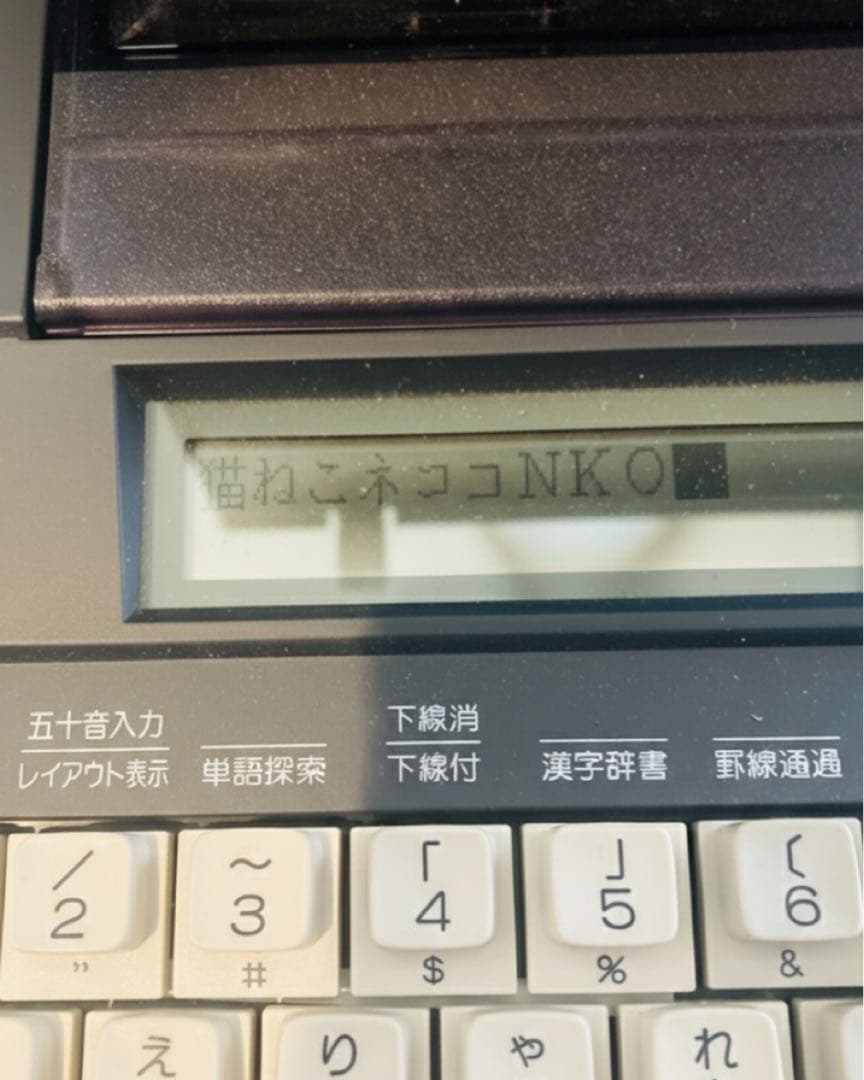 猫ねこネココNKO
五十音入力
レイアウト表示
単語探索
下線消
下線付
漢字辞書
罫線通過
／ 〜 「 」 〔
2 3 4 5 6
” # $ % &
え り や れ